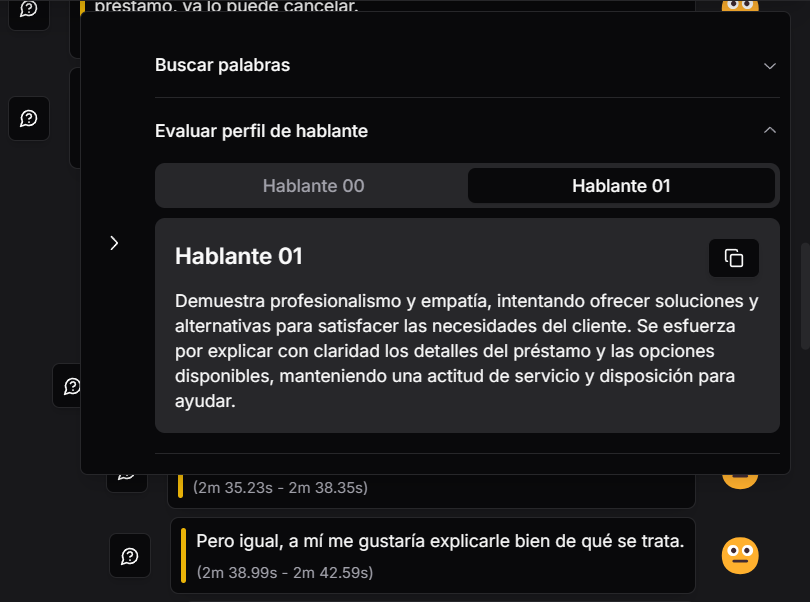 préstamo, ya lo puede cancelar.
Buscar palabras
Evaluar perfil de hablante
Hablante 00
Hablante 01
Hablante 01
Demuestra profesionalismo y empatía, intentando ofrecer soluciones y
alternativas para satisfacer las necesidades del cliente. Se esfuerza
por explicar con claridad los detalles del préstamo y las opciones
disponibles, manteniendo una actitud de servicio y disposición para
ayudar.
(2m 35.23s - 2m 38.35s)
Pero igual, a mí me gustaría explicarle bien de qué se trata.
(2m 38.99s - 2m 42.59s)